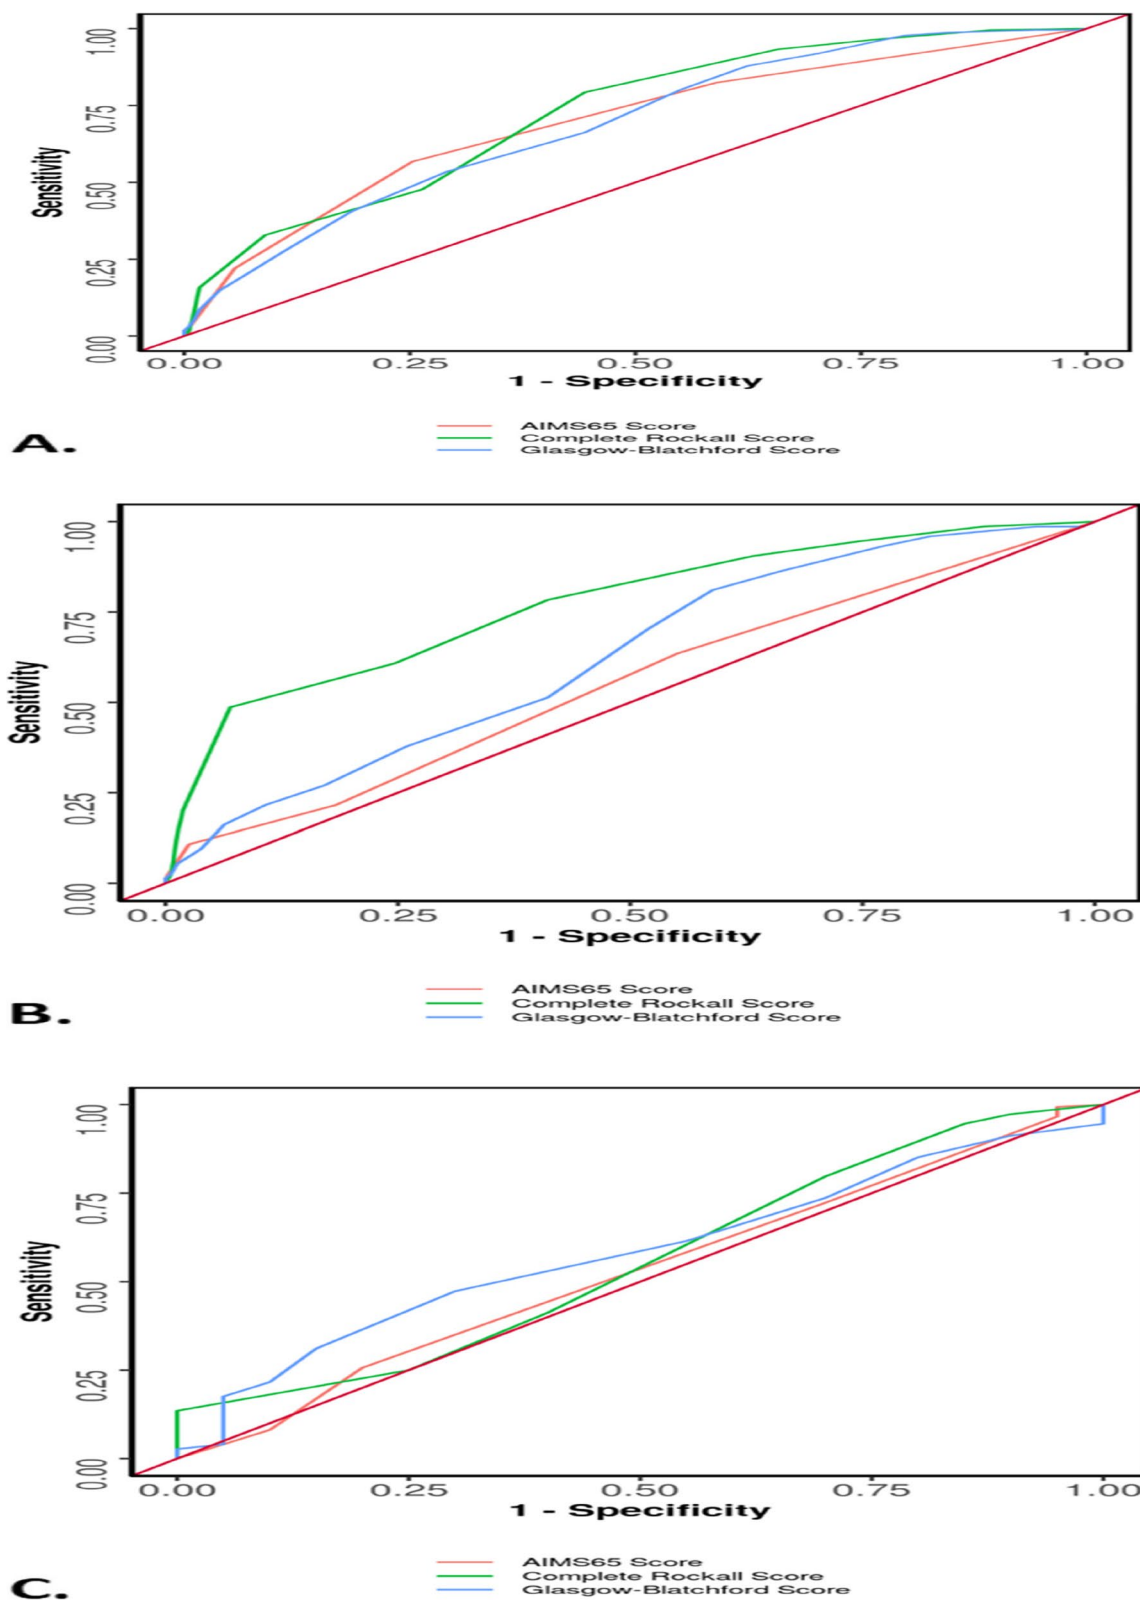 1.00
0.75
0.50
0.25
0.00
Sensitivity
0.00 0.25 0.50 0.75 1.00
1 - Specificity
AIMS65 Score
Complete Rockall Score
Glasgow-Blatchford Score
A.
1.00
0.75
0.50
0.25
0.00
Sensitivity
0.00 0.25 0.50 0.75 1.00
1 - Specificity
AIMS65 Score
Complete Rockall Score
Glasgow-Blatchford Score
B.
1.00
0.75
0.50
0.25
0.00
Sensitivity
0.00 0.25 0.50 0.75 1.00
1 - Specificity
AIMS65 Score
Complete Rockall Score
Glasgow-Blatchford Score
C.